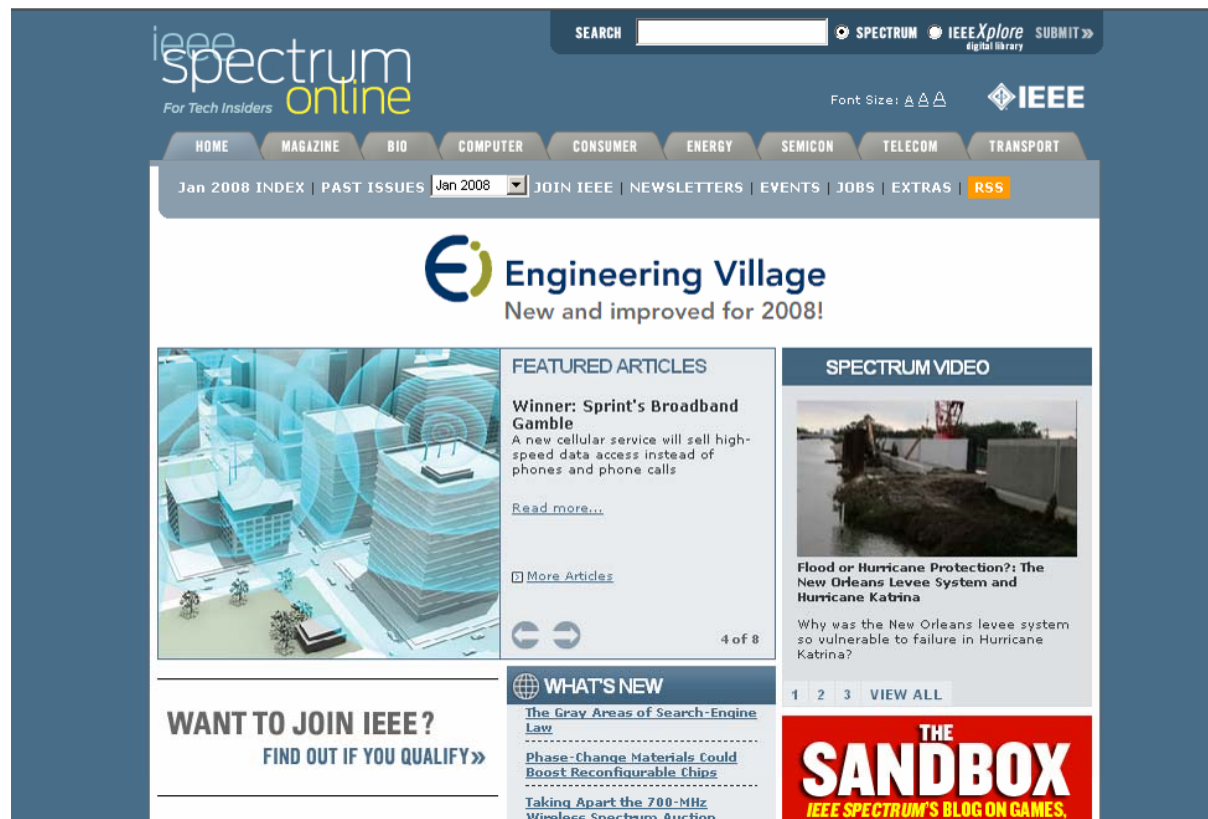 SEARCH
SPECTRUM
IEEE Xplore
digital library
SUBMIT»
ieee
spectrum
online
For Tech Insiders
Font Size: A A A
IEEE
HOME
MAGAZINE
BIO
COMPUTER
CONSUMER
ENERGY
SEMICON
TELECOM
TRANSPORT
Jan 2008 INDEX | PAST ISSUES Jan 2008 JOIN IEEE | NEWSLETTERS | EVENTS | JOBS | EXTRAS | RSS
Ei
Engineering Village
New and improved for 2008!
FEATURED ARTICLES
Winner: Sprint's Broadband
Gamble
A new cellular service will sell high-
speed data access instead of
phones and phone calls
Read more...
More Articles
4 of 8
SPECTRUM VIDEO
Flood or Hurricane Protection?: The
New Orleans Levee System and
Hurricane Katrina
Why was the New Orleans levee system
so vulnerable to failure in Hurricane
Katrina?
1 2 3 VIEW ALL
WANT TO JOIN IEEE?
FIND OUT IF YOU QUALIFY»
WHAT'S NEW
The Gray Areas of Search-Engine
Law
Phase-Change Materials Could
Boost Reconfigurable Chips
Taking Apart the 700-MHz
Wireless Spectrum Auction
THE
SANDBOX
IEEE SPECTRUM'S BLOG ON GAMES,